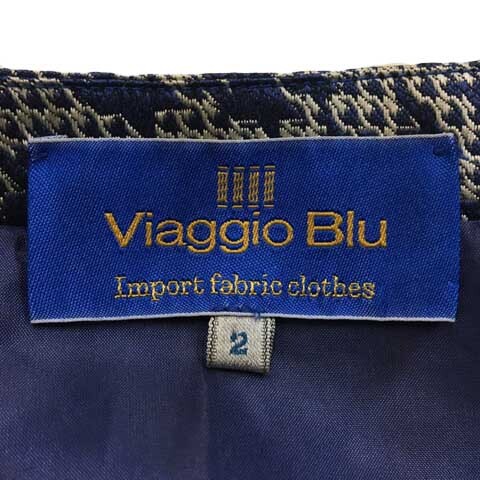 Viaggio Blu
Import fabric clothes
2